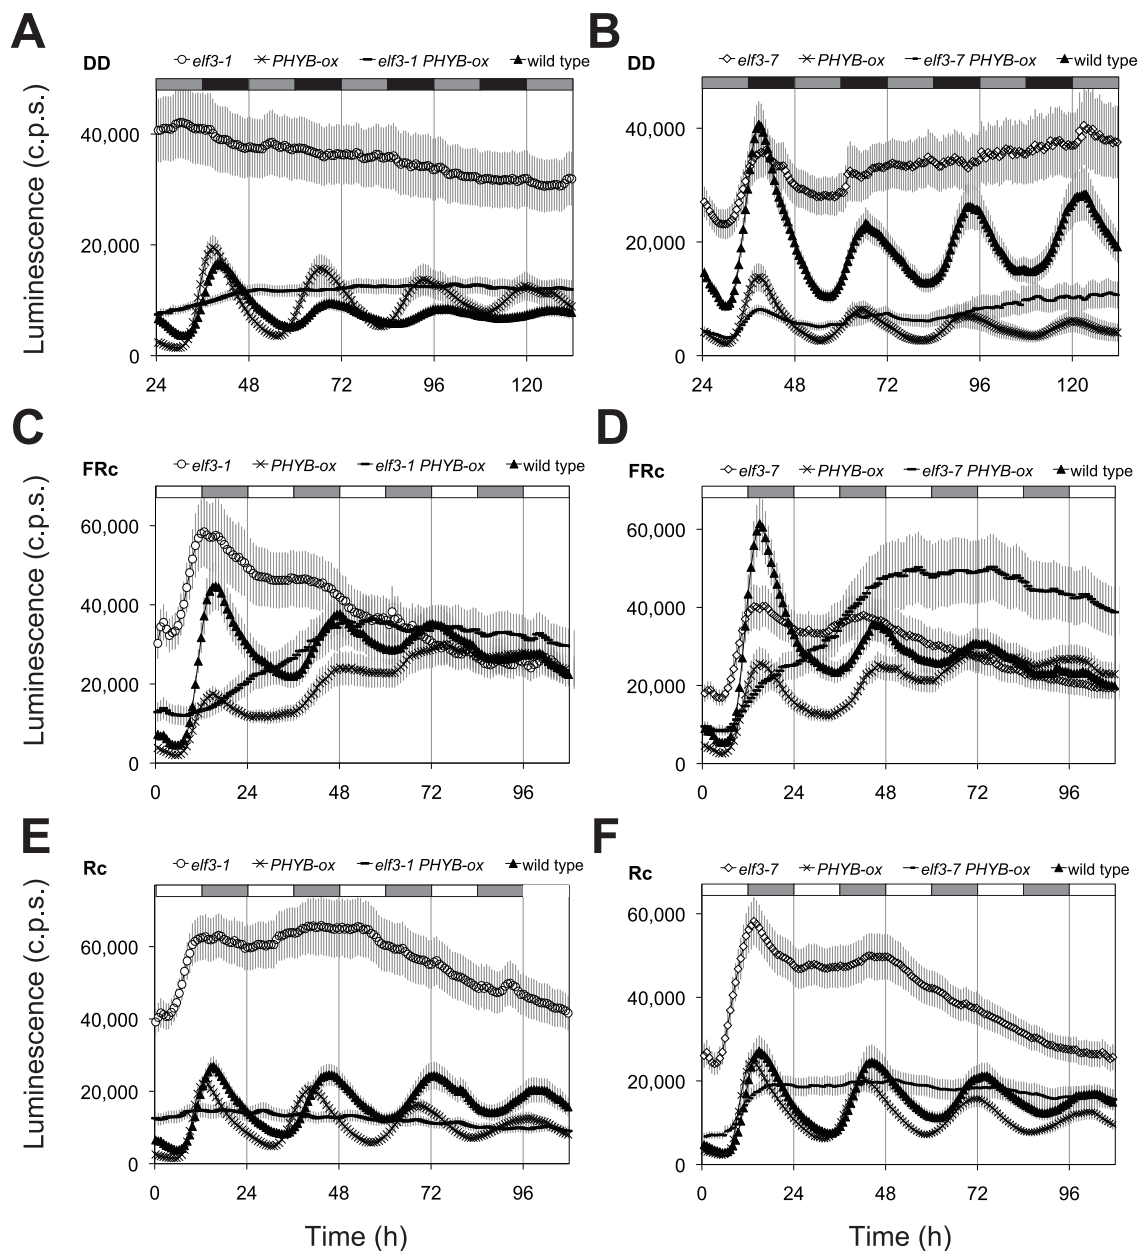 A
B
DD elf3-1 PHYB-ox elf3-1 PHYB-ox wild type
DD elf3-7 PHYB-ox elf3-7 PHYB-ox wild type
Luminescence (c.p.s.)
40,000
20,000
0
24 48 72 96 120
40,000
20,000
0
24 48 72 96 120
C
D
FRc elf3-1 PHYB-ox elf3-1 PHYB-ox wild type
FRc elf3-7 PHYB-ox elf3-7 PHYB-ox wild type
Luminescence (c.p.s.)
60,000
40,000
20,000
0
0 24 48 72 96
60,000
40,000
20,000
0
0 24 48 72 96
E
F
Rc elf3-1 PHYB-ox elf3-1 PHYB-ox wild type
Rc elf3-7 PHYB-ox elf3-7 PHYB-ox wild type
Luminescence (c.p.s.)
60,000
40,000
20,000
0
0 24 48 72 96
60,000
40,000
20,000
0
0 24 48 72 96
Time (h)
Time (h)